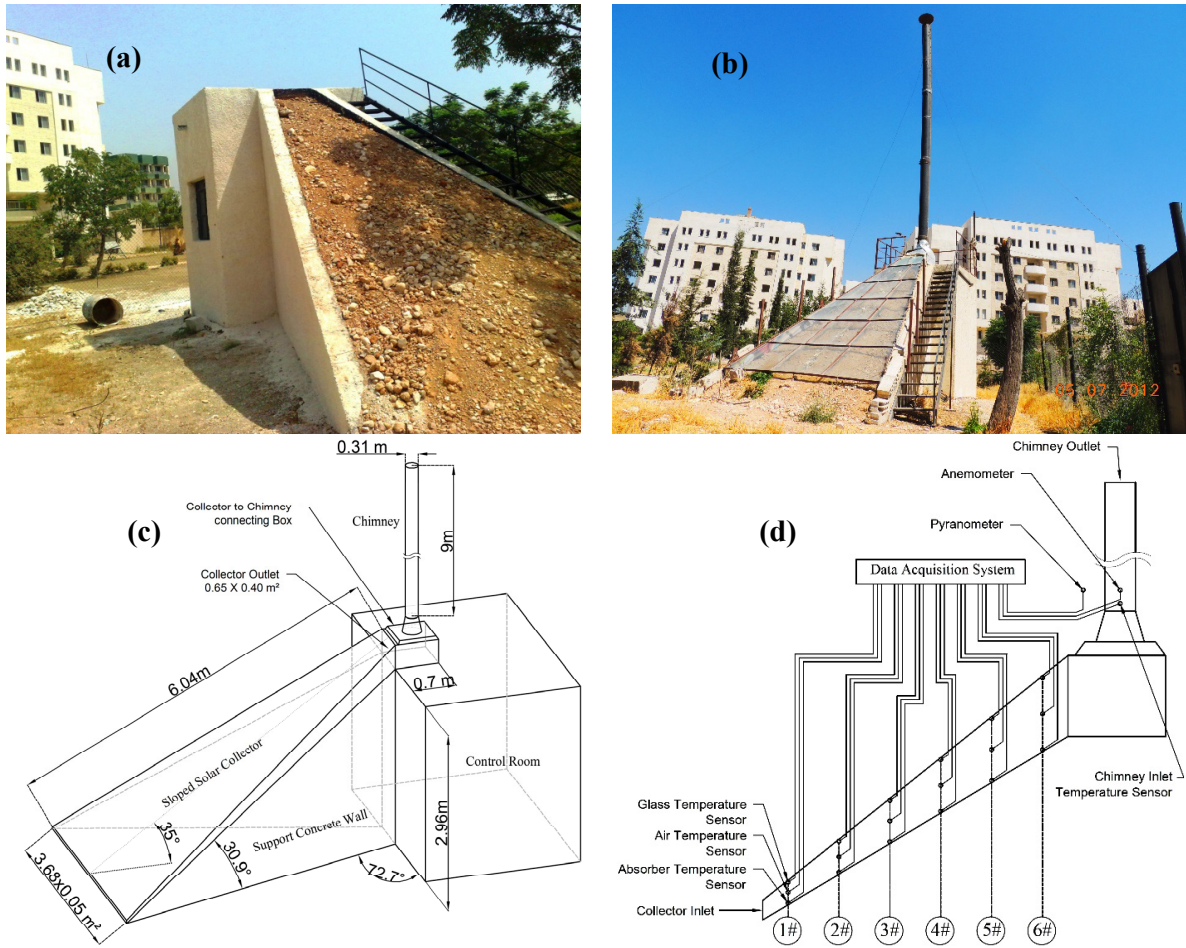 (a)
(b)
05 07 2012
0.31 m
Collector to Chimney
connecting Box
Chimney
(c)
9m
Collector Outlet
0.65 X 0.40 m²
6.04m
0.7 m
Sloped Solar Collector
Control Room
2.96m
Support Concrete Wall
35°
30.9°
72.7°
3.68x0.05 m²
Chimney Outlet
Anemometer
(d)
Pyranometer
Data Acquisition System
Chimney Inlet
Temperature Sensor
Glass Temperature
Sensor
Air Temperature
Sensor
Absorber Temperature
Sensor
Collector Inlet
1# 2# 3# 4# 5# 6#